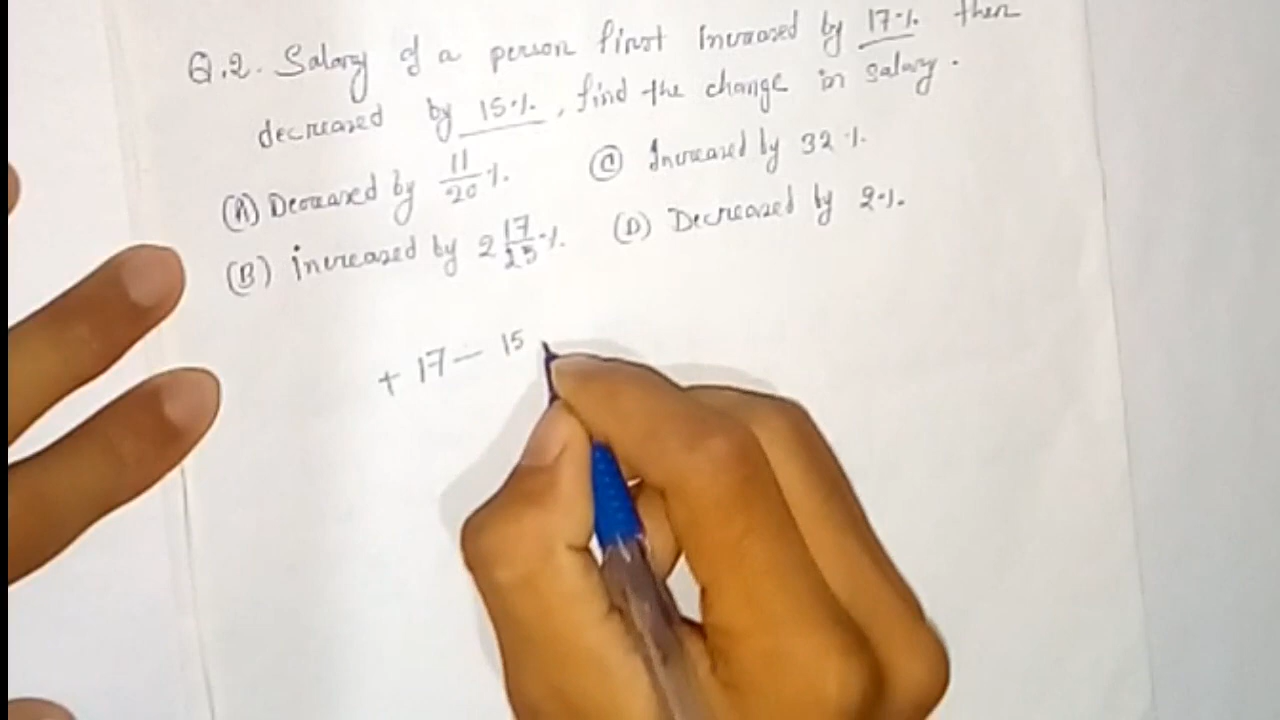 Q.2. Salary of a person first increased by 17% then
decreased by 15%, find the change in salary.
(A) Decreased by 11/20 %.
(C) Increased by 32%.
(B) increased by 2 17/25 %.
(D) Decreased by 2%.
+ 17 - 15